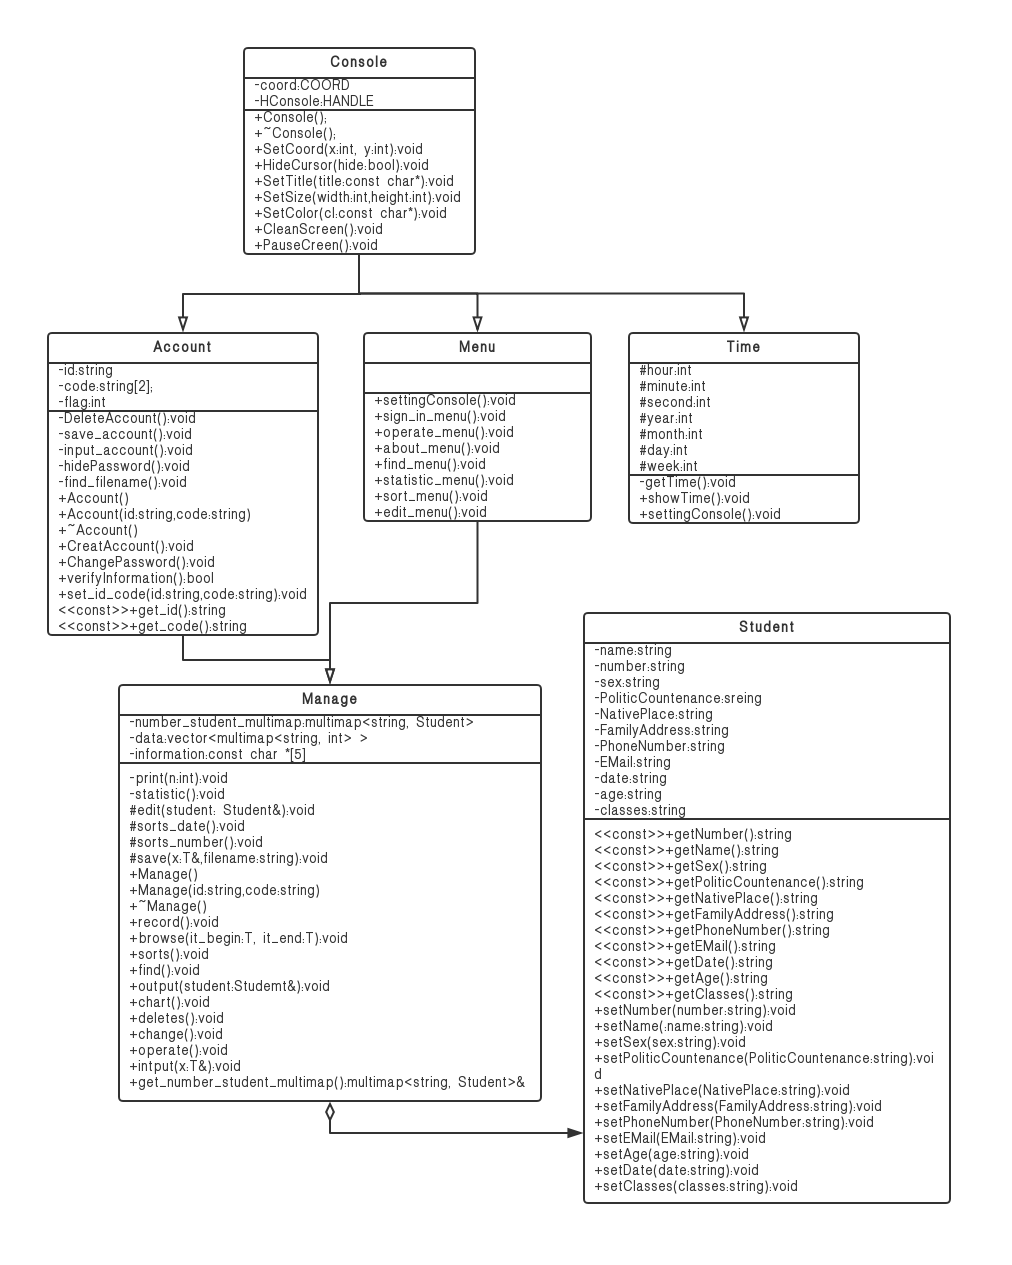 Console
-coord:COORD
-HConsole:HANDLE
+Console();
+~Console();
+SetCoord(x:int, y:int):void
+HideCursor(hide:bool):void
+SetTitle(title:const char*):void
+SetSize(width:int,height:int):void
+SetColor(cl:const char*):void
+CleanScreen():void
+PauseCreen():void
Account
-id:string
-code:string[2];
-flag:int
-DeleteAccount():void
-save_account():void
-input_account():void
-hidePassword():void
-find_filename():void
+Account()
+Account(id:string,code:string)
+~Account()
+CreatAccount():void
+ChangePassword():void
+verifyInformation():bool
+set_id_code(id:string,code:string):void
<<const>>+get_id():string
<<const>>+get_code():string
Menu
+settingConsole():void
+sign_in_menu():void
+operate_menu():void
+about_menu():void
+find_menu():void
+statistic_menu():void
+sort_menu():void
+edit_menu():void
Time
#hour:int
#minute:int
#second:int
#year:int
#month:int
#day:int
#week:int
-getTime():void
+showTime():void
+settingConsole():void
Manage
-number_student_multimap:multimap<string, Student>
-data:vector<multimap<string, int> >
-information:const char *[5]
-print(n:int):void
-statistic():void
#edit(student: Student&):void
#sorts_date():void
#sorts_number():void
#save(x:T&,filename:string):void
+Manage()
+Manage(id:string,code:string)
+~Manage()
+record():void
+browse(it_begin:T, it_end:T):void
+sorts():void
+find():void
+output(student:Studemt&):void
+chart():void
+deletes():void
+change():void
+operate():void
+intput(x:T&):void
+get_number_student_multimap():multimap<string, Student>&
Student
-name:string
-number:string
-sex:string
-PoliticCountenance:sreing
-NativePlace:string
-FamilyAddress:string
-PhoneNumber:string
-EMail:string
-date:string
-age:string
-classes:string
<<const>>+getNumber():string
<<const>>+getName():string
<<const>>+getSex():string
<<const>>+getPoliticCountenance():string
<<const>>+getNativePlace():string
<<const>>+getFamilyAddress():string
<<const>>+getPhoneNumber():string
<<const>>+getEMail():string
<<const>>+getDate():string
<<const>>+getAge():string
<<const>>+getClasses():string
+setNumber(number:string):void
+setName(:name:string):void
+setSex(sex:string):void
+setPoliticCountenance(PoliticCountenance:string):voi
d
+setNativePlace(NativePlace:string):void
+setFamilyAddress(FamilyAddress:string):void
+setPhoneNumber(PhoneNumber:string):void
+setEMail(EMail:string):void
+setAge(age:string):void
+setDate(date:string):void
+setClasses(classes:string):void